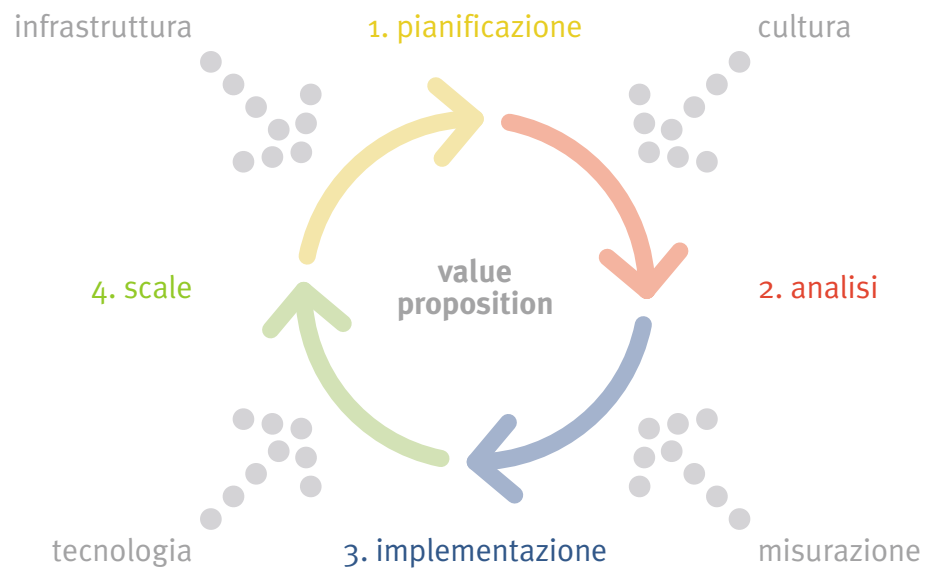 infrastruttura
1. pianificazione
cultura
4. scale
value
proposition
2. analisi
tecnologia
3. implementazione
misurazione